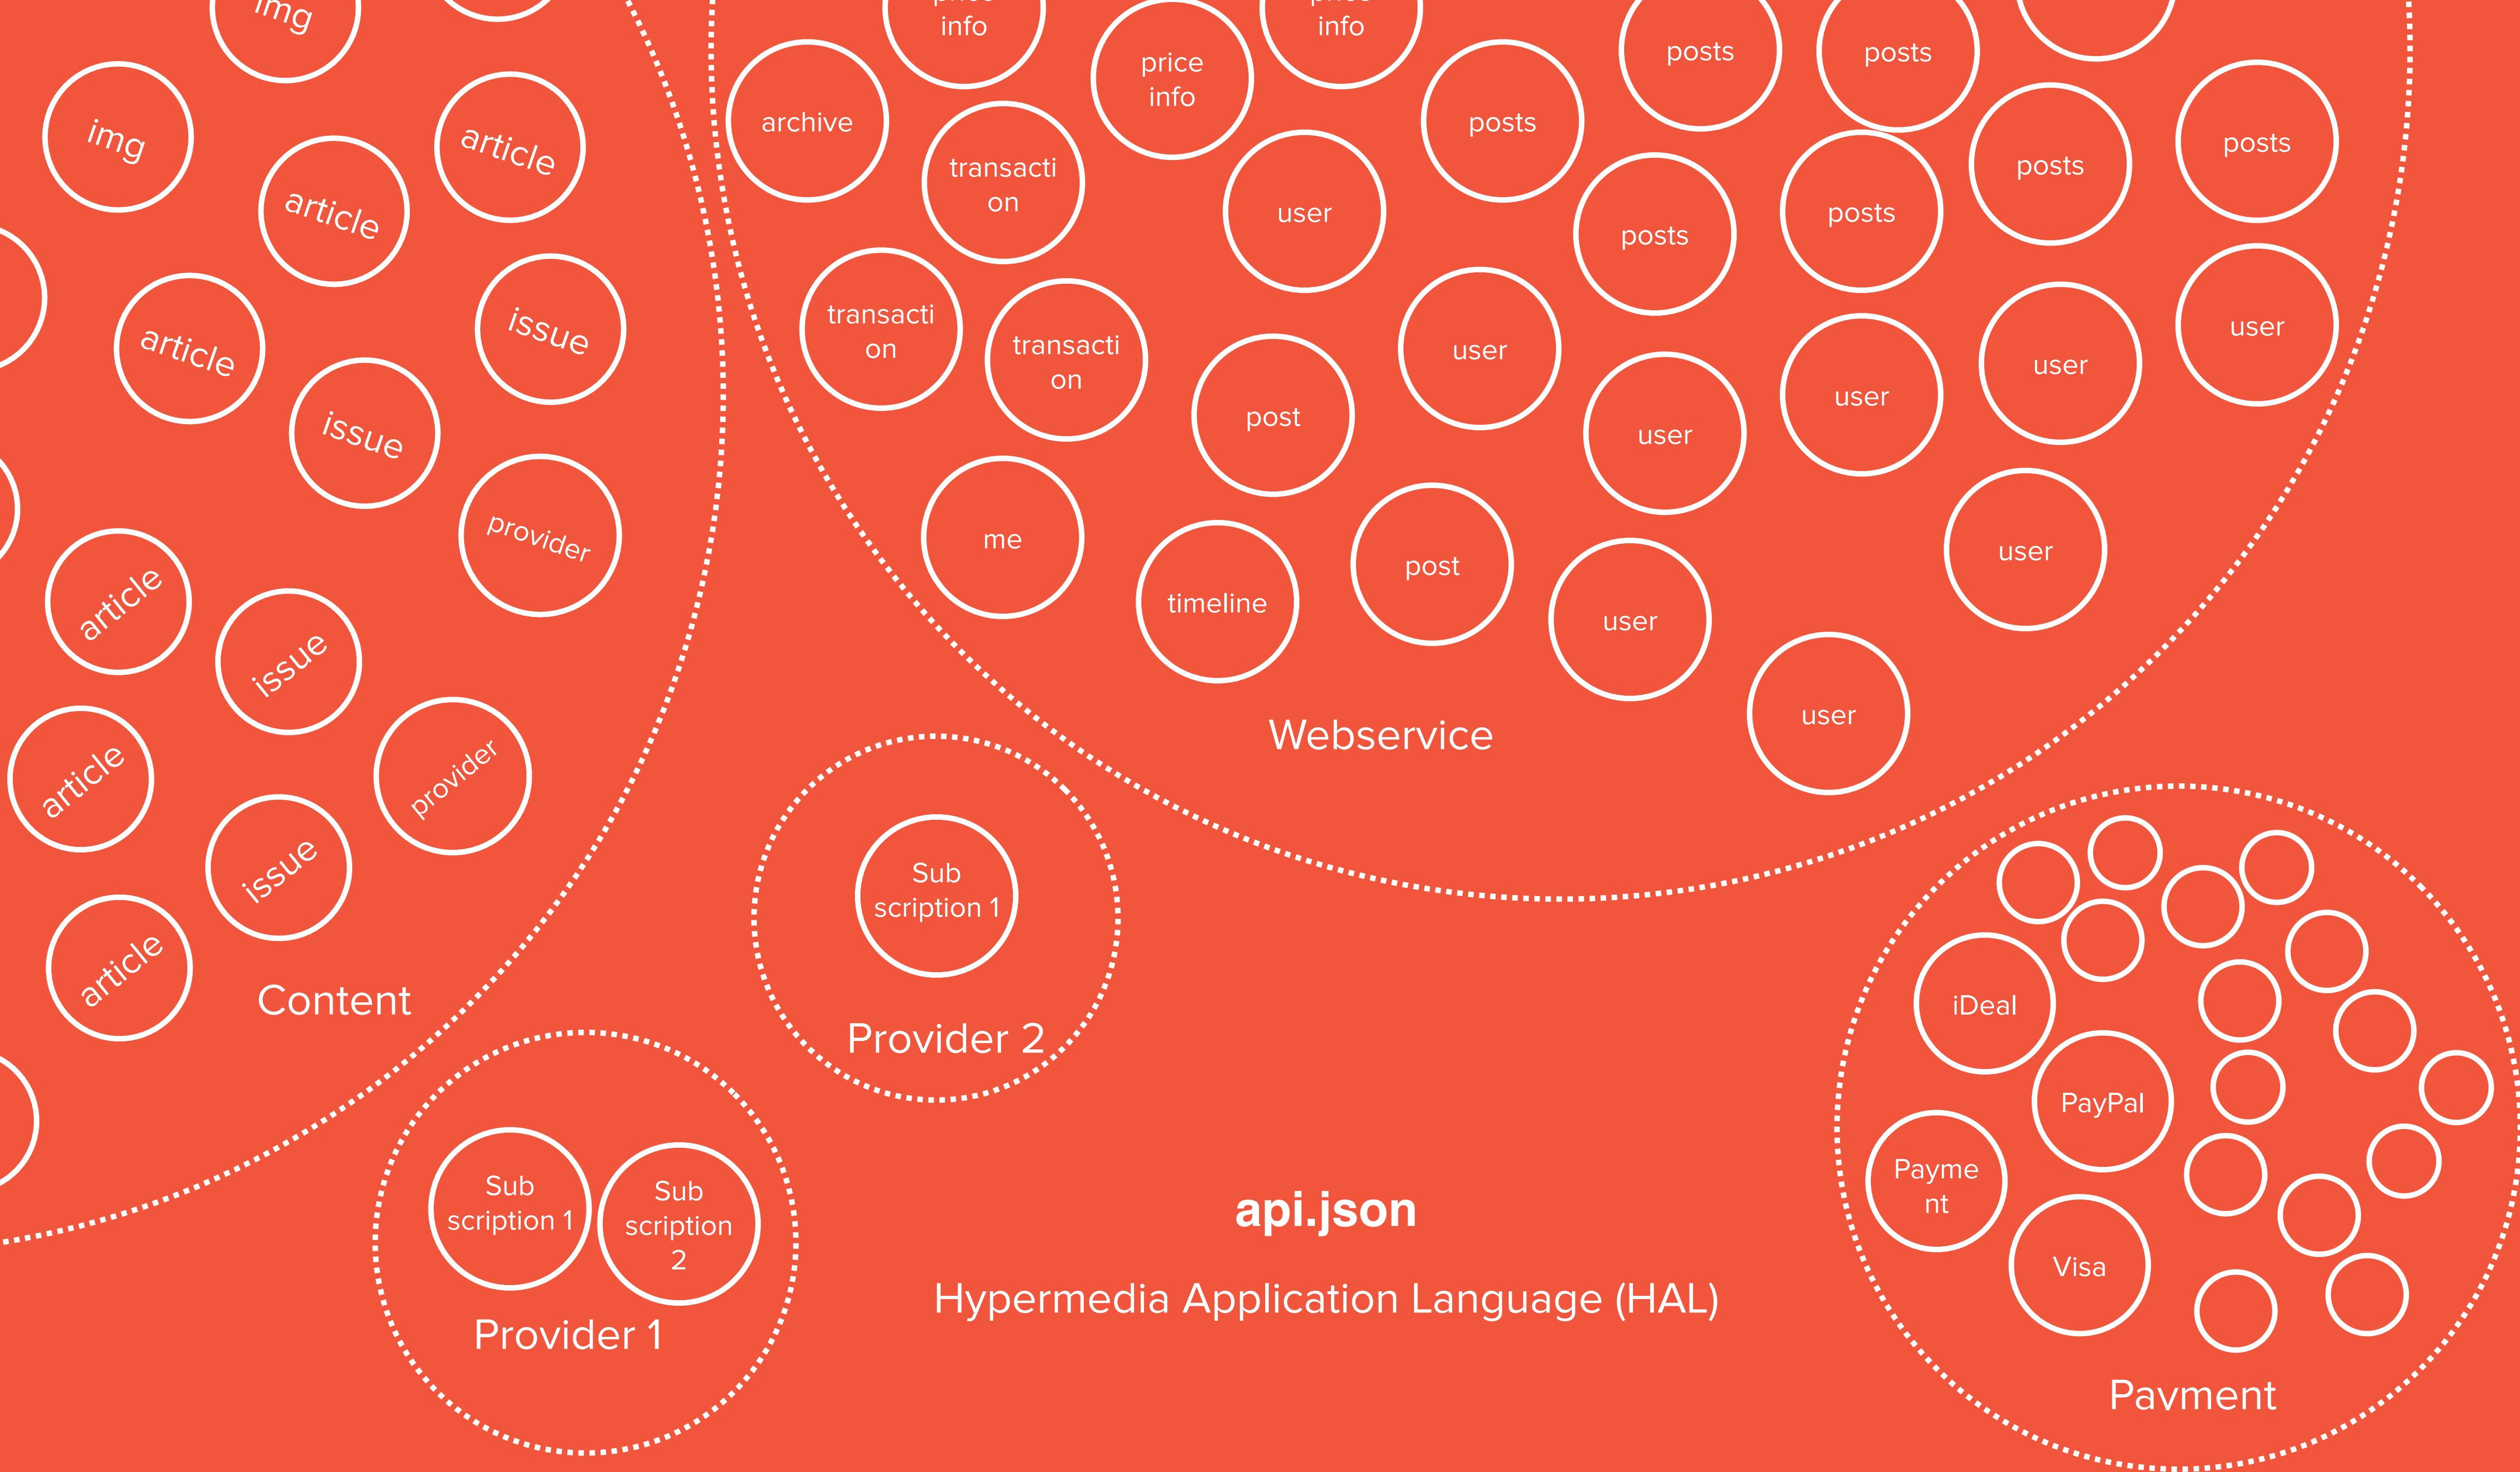 img
img
article
article
article
issue
issue
provider
article
issue
article
provider
issue
article
Content
price
info
price
info
price
info
archive
transacti
on
transacti
on
transacti
on
user
posts
posts
posts
posts
posts
posts
posts
user
user
user
user
user
post
me
timeline
post
user
user
user
Webservice
Sub
scription 1
Provider 2
Sub
scription 1
Sub
scription
2
Provider 1
api.json
Hypermedia Application Language (HAL)
iDeal
PayPal
Payme
nt
Visa
Pavment